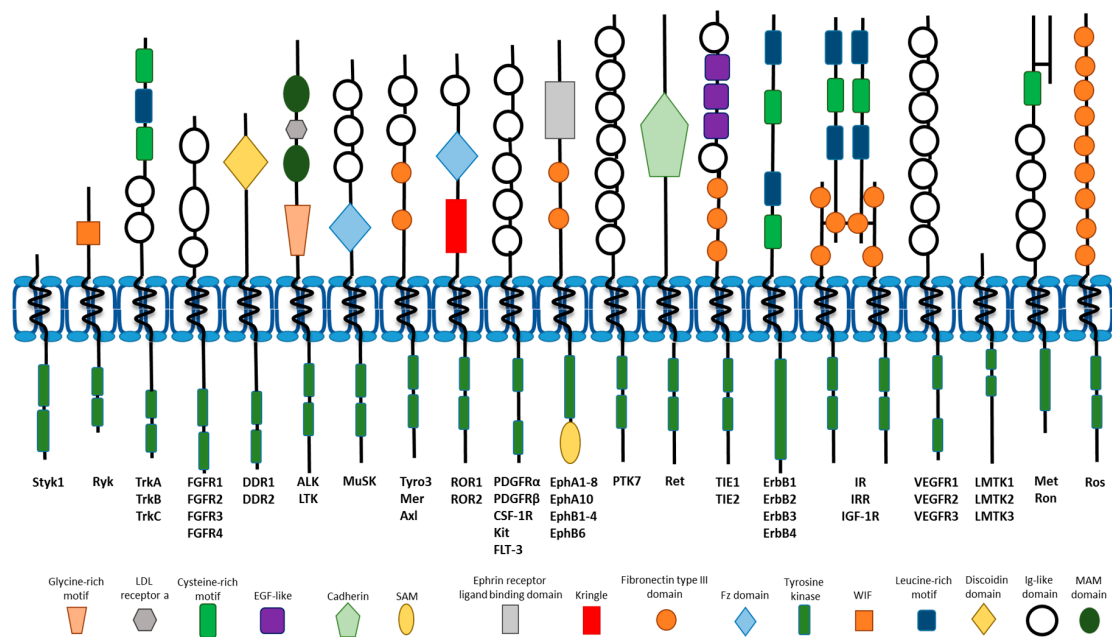 Styk1
Ryk
TrkA
TrkB
TrkC
FGFR1
FGFR2
FGFR3
FGFR4
DDR1
DDR2
ALK
LTK
MuSK
Tyro3
Mer
Axl
ROR1
ROR2
PDGFRα
PDGFRβ
CSF-1R
Kit
FLT-3
EphA1-8
EphA10
EphB1-4
EphB6
PTK7
Ret
TIE1
TIE2
ErbB1
ErbB2
ErbB3
ErbB4
IR
IRR
IGF-1R
VEGFR1
VEGFR2
VEGFR3
LMTK1
LMTK2
LMTK3
Met
Ron
Ros
Glycine-rich
motif
LDL
receptor a
Cysteine-rich
motif
EGF-like
Cadherin
SAM
Ephrin receptor
ligand binding domain
Kringle
Fibronectin type III
domain
Fz domain
Tyrosine
kinase
WIF
Leucine-rich
motif
Discoidin
domain
Ig-like
domain
MAM
domain